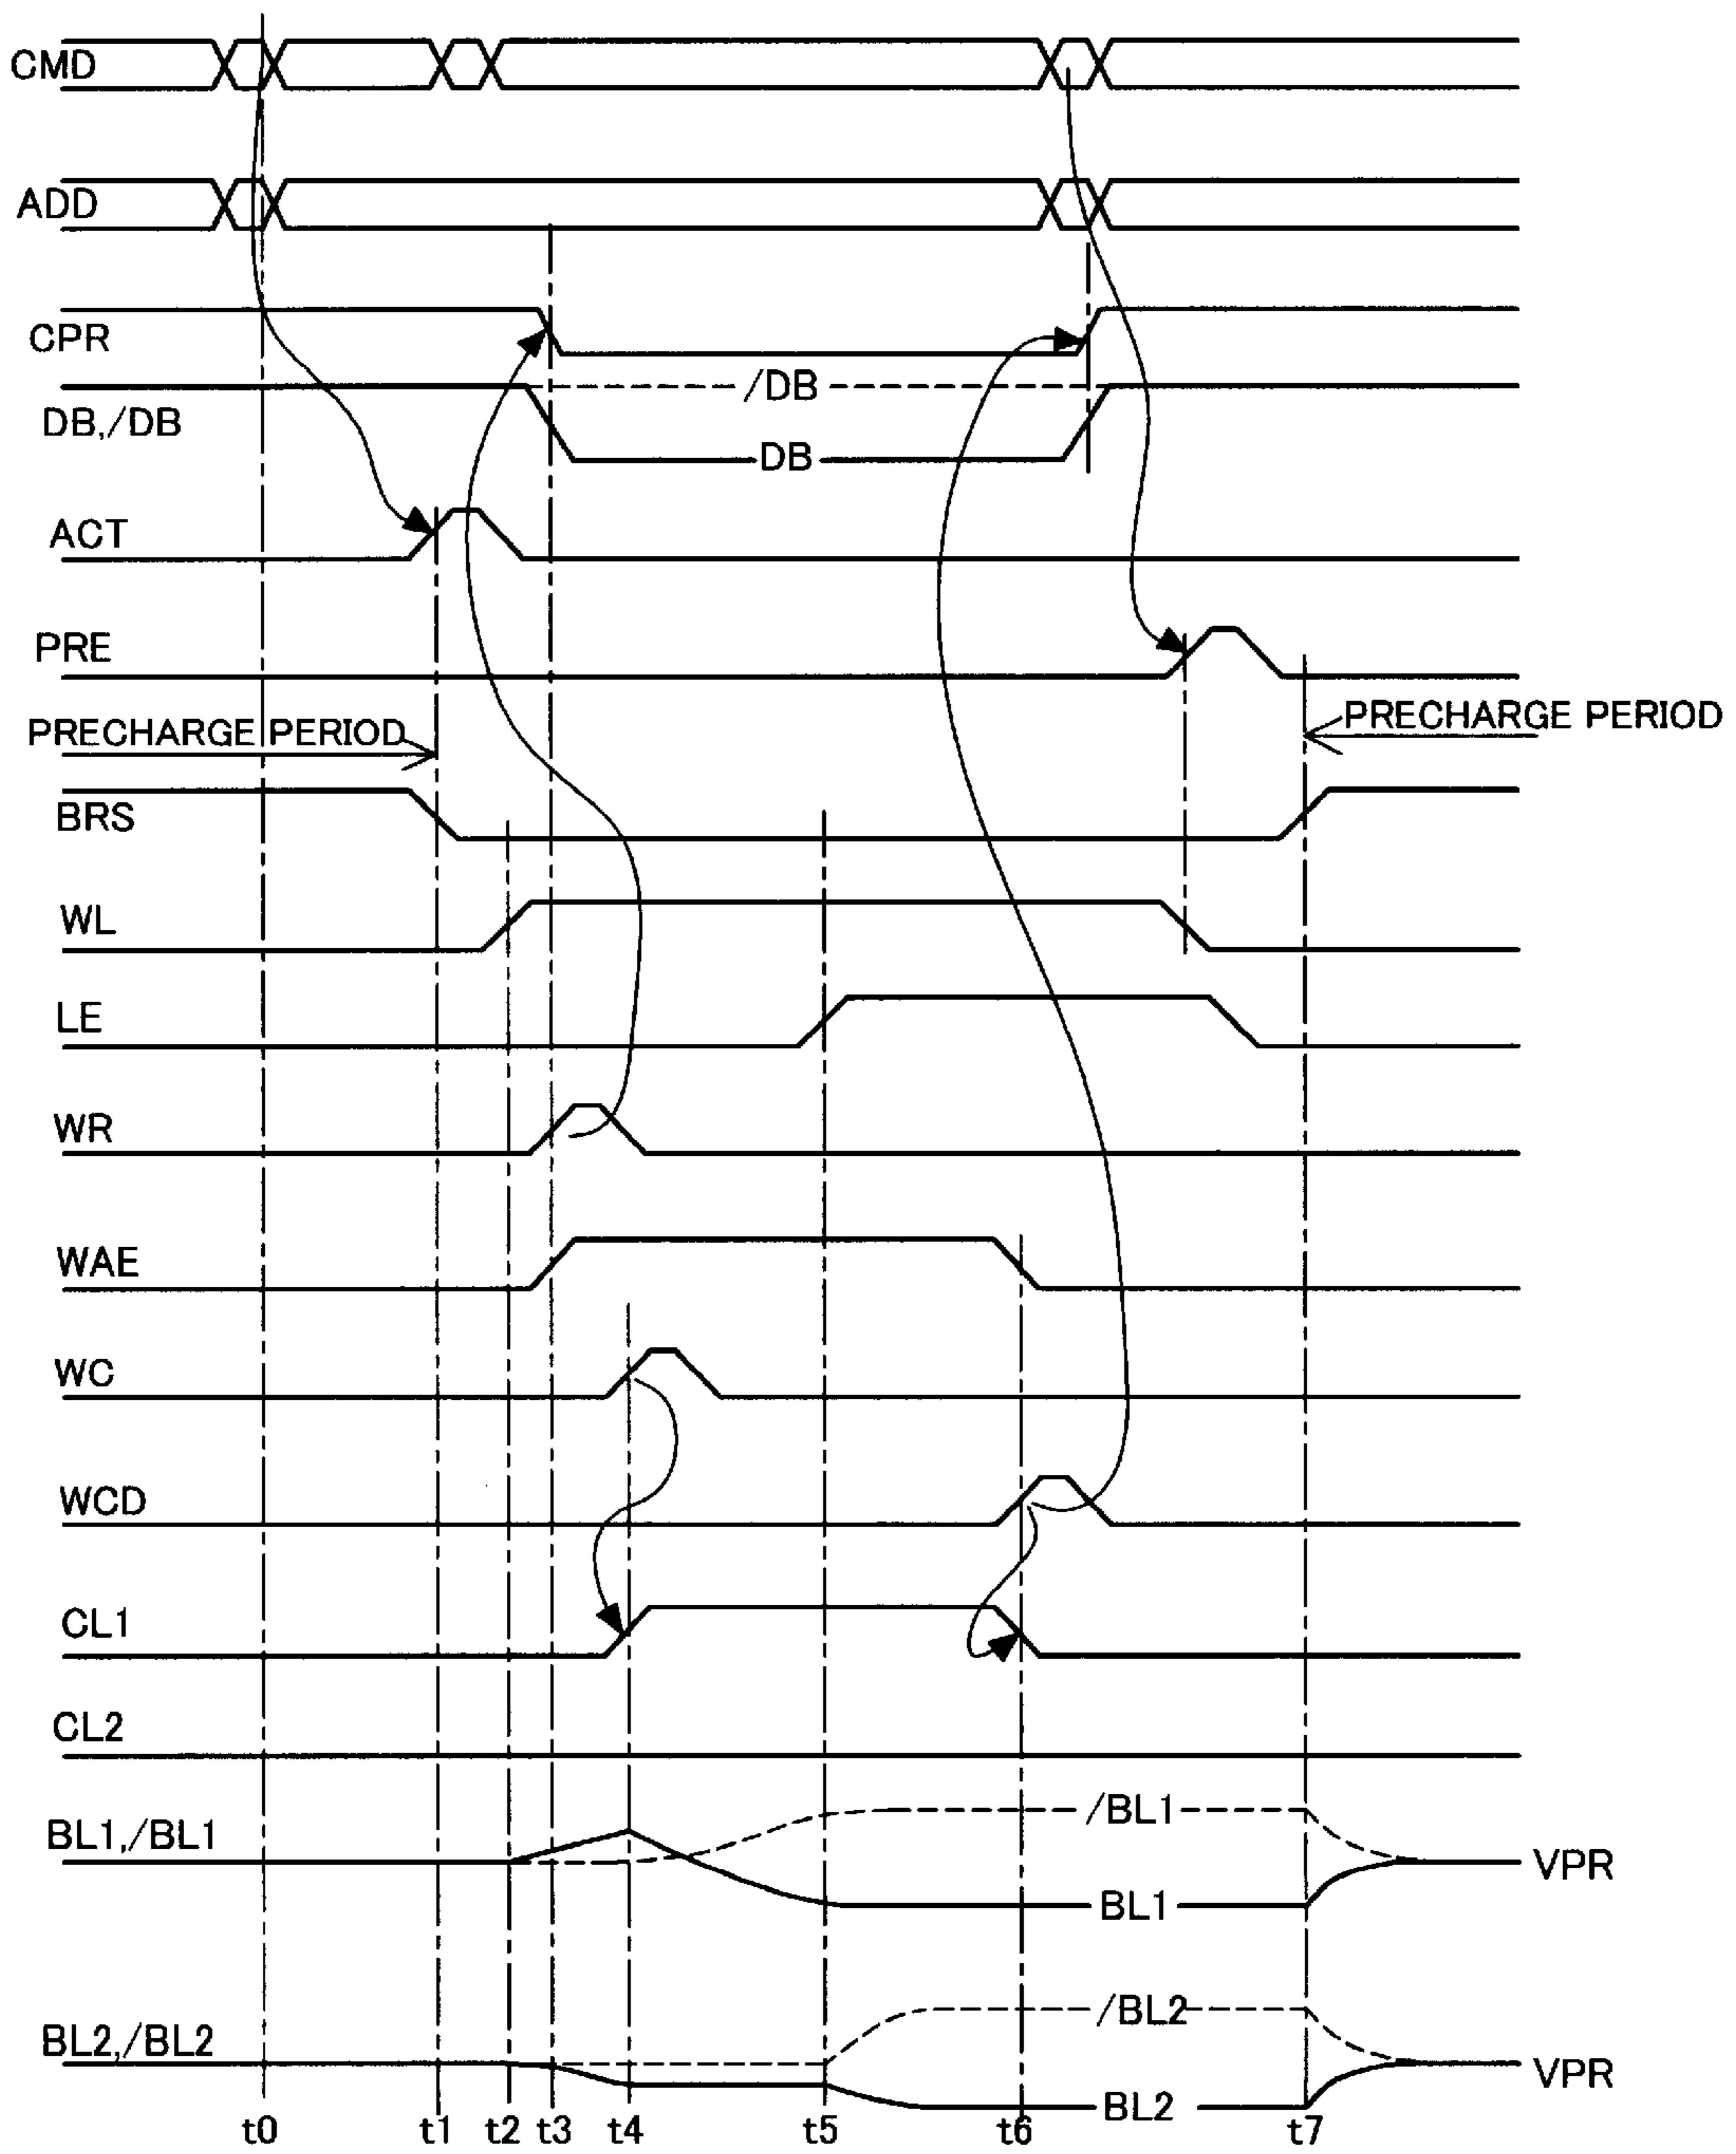 CMD
ADD
CPR
/DB
DB,/DB
DB
ACT
PRE
PRECHARGE PERIOD
PRECHARGE PERIOD
BRS
WL
LE
WR
WAE
WC
WCD
CL1
CL2
/BL1
BL1,/BL1
VPR
BL1
/BL2
BL2,/BL2
VPR
BL2
t0 t1 t2 t3 t4 t5 t6 t7